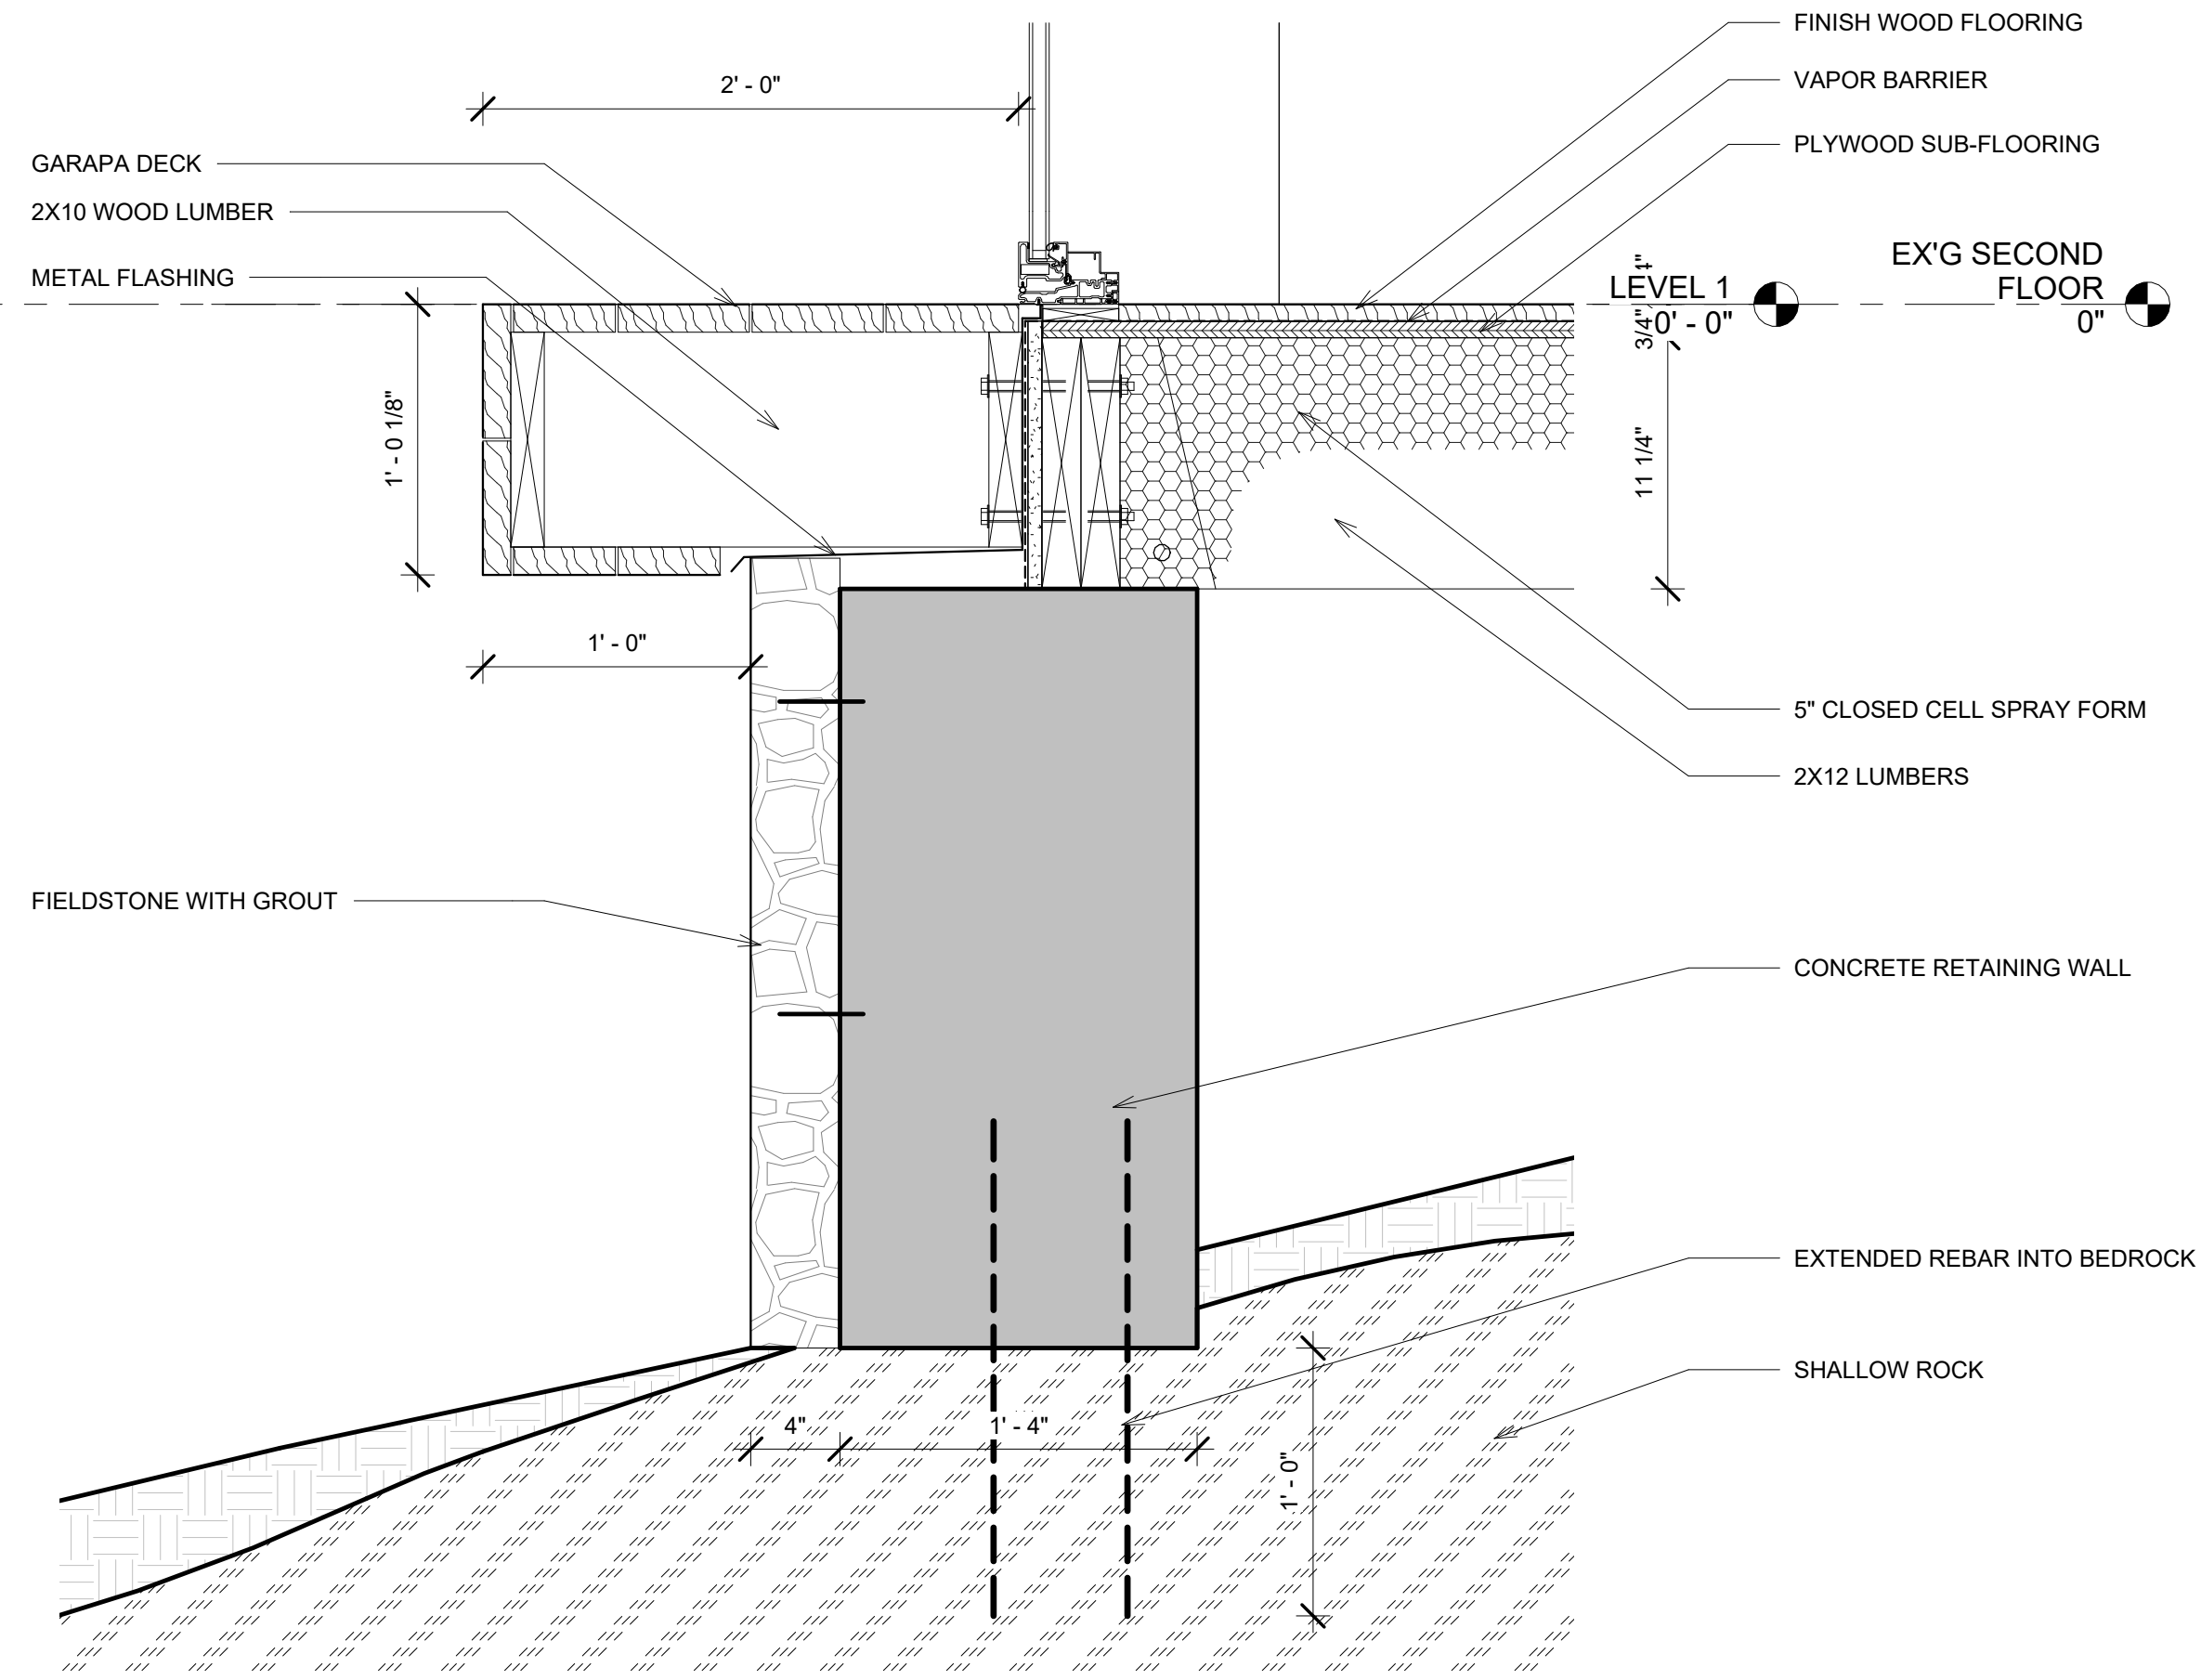 FINISH WOOD FLOORING
VAPOR BARRIER
PLYWOOD SUB-FLOORING
2' - 0"
GARAPA DECK
2X10 WOOD LUMBER
METAL FLASHING
EX'G SECOND
FLOOR
0"
LEVEL 1
0' - 0"
1"
3/4"
11 1/4"
1' - 0 1/8"
1' - 0"
5" CLOSED CELL SPRAY FORM
2X12 LUMBERS
FIELDSTONE WITH GROUT
CONCRETE RETAINING WALL
EXTENDED REBAR INTO BEDROCK
SHALLOW ROCK
4"
1' - 4"
1' - 0"